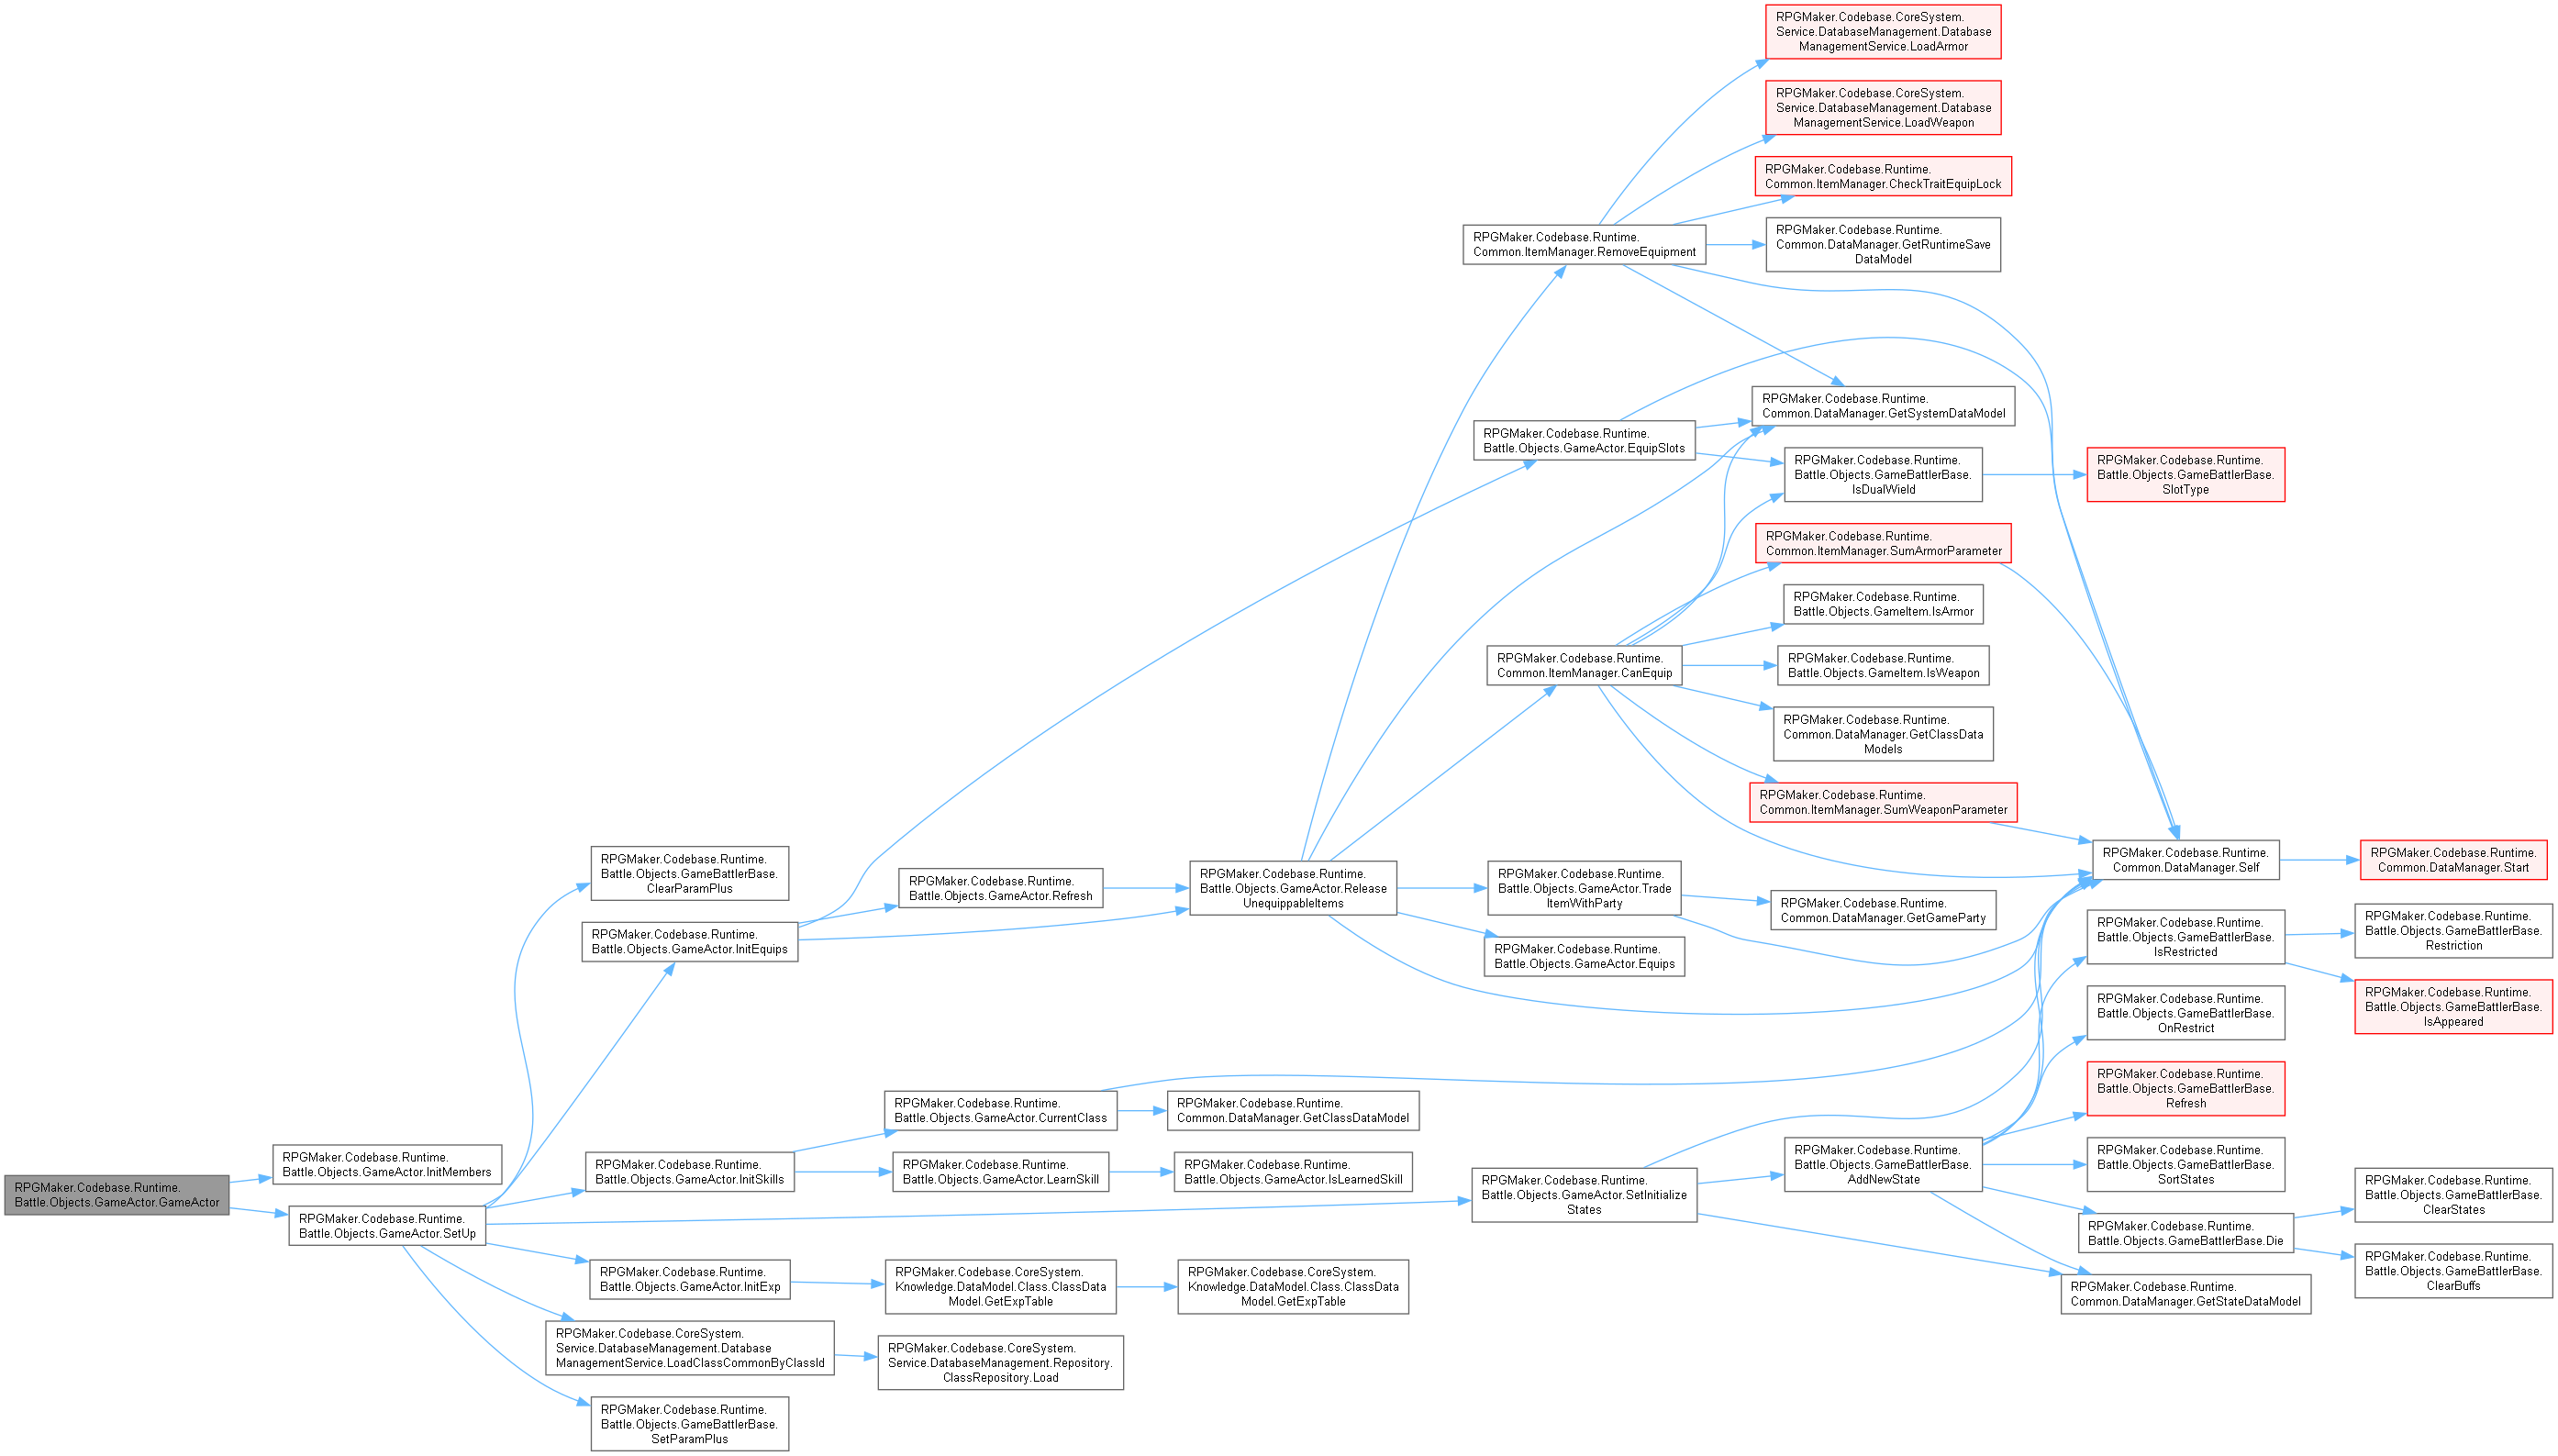 RPGMaker.Codebase.CoreSystem.
Service.DatabaseManagement.Database
ManagementService.LoadArmor
RPGMaker.Codebase.CoreSystem.
Service.DatabaseManagement.Database
ManagementService.LoadWeapon
RPGMaker.Codebase.Runtime.
Common.ItemManager.CheckTraitEquipLock
RPGMaker.Codebase.Runtime.
Common.ItemManager.RemoveEquipment
RPGMaker.Codebase.Runtime.
Common.DataManager.GetRuntimeSave
DataModel
RPGMaker.Codebase.Runtime.
Common.DataManager.GetSystemDataModel
RPGMaker.Codebase.Runtime.
Battle.Objects.GameActor.EquipSlots
RPGMaker.Codebase.Runtime.
Battle.Objects.GameBattlerBase.
IsDualWield
RPGMaker.Codebase.Runtime.
Battle.Objects.GameBattlerBase.
SlotType
RPGMaker.Codebase.Runtime.
Common.ItemManager.SumArmorParameter
RPGMaker.Codebase.Runtime.
Battle.Objects.GameItem.IsArmor
RPGMaker.Codebase.Runtime.
Common.ItemManager.CanEquip
RPGMaker.Codebase.Runtime.
Battle.Objects.GameItem.IsWeapon
RPGMaker.Codebase.Runtime.
Common.DataManager.GetClassData
Models
RPGMaker.Codebase.Runtime.
Common.ItemManager.SumWeaponParameter
RPGMaker.Codebase.Runtime.
Battle.Objects.GameBattlerBase.
ClearParamPlus
RPGMaker.Codebase.Runtime.
Battle.Objects.GameActor.Refresh
RPGMaker.Codebase.Runtime.
Battle.Objects.GameActor.Release
UnequippableItems
RPGMaker.Codebase.Runtime.
Battle.Objects.GameActor.Trade
ItemWithParty
RPGMaker.Codebase.Runtime.
Common.DataManager.Self
RPGMaker.Codebase.Runtime.
Common.DataManager.Start
RPGMaker.Codebase.Runtime.
Battle.Objects.GameActor.InitEquips
RPGMaker.Codebase.Runtime.
Battle.Objects.GameActor.Equips
RPGMaker.Codebase.Runtime.
Common.DataManager.GetGameParty
RPGMaker.Codebase.Runtime.
Battle.Objects.GameBattlerBase.
IsRestricted
RPGMaker.Codebase.Runtime.
Battle.Objects.GameBattlerBase.
Restriction
RPGMaker.Codebase.Runtime.
Battle.Objects.GameBattlerBase.
IsAppeared
RPGMaker.Codebase.Runtime.
Battle.Objects.GameBattlerBase.
OnRestrict
RPGMaker.Codebase.Runtime.
Battle.Objects.GameBattlerBase.
Refresh
RPGMaker.Codebase.Runtime.
Battle.Objects.GameActor.CurrentClass
RPGMaker.Codebase.Runtime.
Common.DataManager.GetClassDataModel
RPGMaker.Codebase.Runtime.
Battle.Objects.GameActor.InitMembers
RPGMaker.Codebase.Runtime.
Battle.Objects.GameActor.InitSkills
RPGMaker.Codebase.Runtime.
Battle.Objects.GameActor.LearnSkill
RPGMaker.Codebase.Runtime.
Battle.Objects.GameActor.IsLearnedSkill
RPGMaker.Codebase.Runtime.
Battle.Objects.GameActor.SetInitialize
States
RPGMaker.Codebase.Runtime.
Battle.Objects.GameBattlerBase.
AddNewState
RPGMaker.Codebase.Runtime.
Battle.Objects.GameBattlerBase.
SortStates
RPGMaker.Codebase.Runtime.
Battle.Objects.GameActor.GameActor
RPGMaker.Codebase.Runtime.
Battle.Objects.GameActor.SetUp
RPGMaker.Codebase.Runtime.
Battle.Objects.GameBattlerBase.Die
RPGMaker.Codebase.Runtime.
Battle.Objects.GameBattlerBase.
ClearStates
RPGMaker.Codebase.Runtime.
Battle.Objects.GameBattlerBase.
ClearBuffs
RPGMaker.Codebase.Runtime.
Battle.Objects.GameActor.InitExp
RPGMaker.Codebase.CoreSystem.
Knowledge.DataModel.Class.ClassData
Model.GetExpTable
RPGMaker.Codebase.CoreSystem.
Knowledge.DataModel.Class.ClassData
Model.GetExpTable
RPGMaker.Codebase.Runtime.
Common.DataManager.GetStateDataModel
RPGMaker.Codebase.CoreSystem.
Service.DatabaseManagement.Database
ManagementService.LoadClassCommonByClassId
RPGMaker.Codebase.CoreSystem.
Service.DatabaseManagement.Repository.
ClassRepository.Load
RPGMaker.Codebase.Runtime.
Battle.Objects.GameBattlerBase.
SetParamPlus